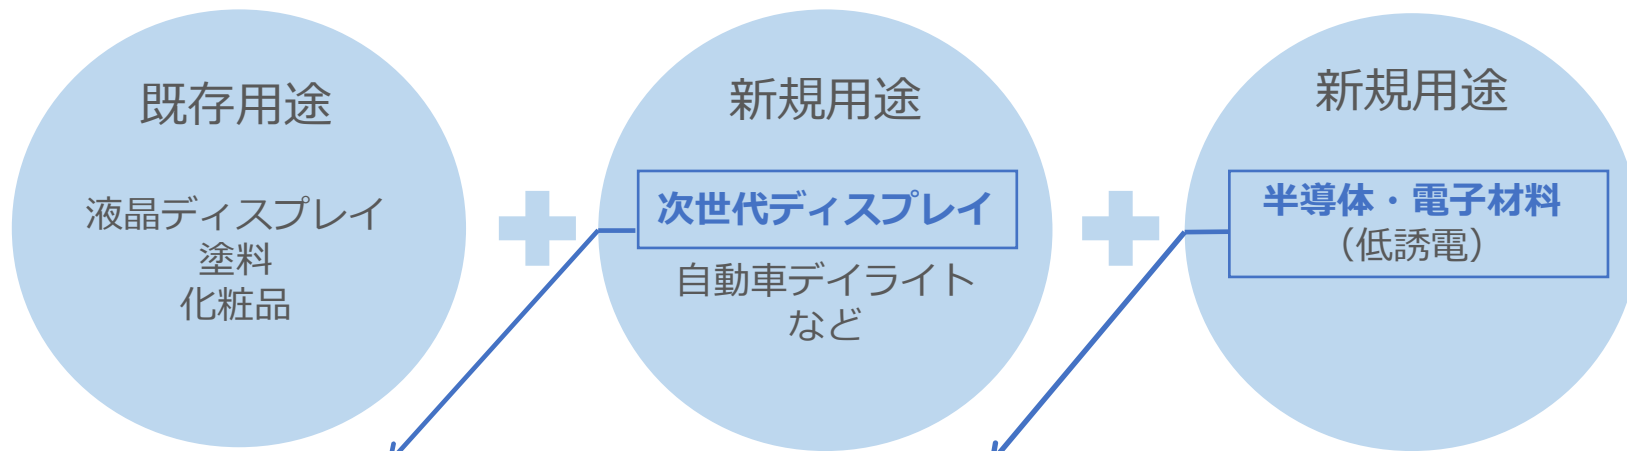 既存用途
液晶ディスプレイ
塗料
化粧品
新規用途
次世代ディスプレイ
自動車デイライト
など
新規用途
半導体・電子材料
（低誘電）